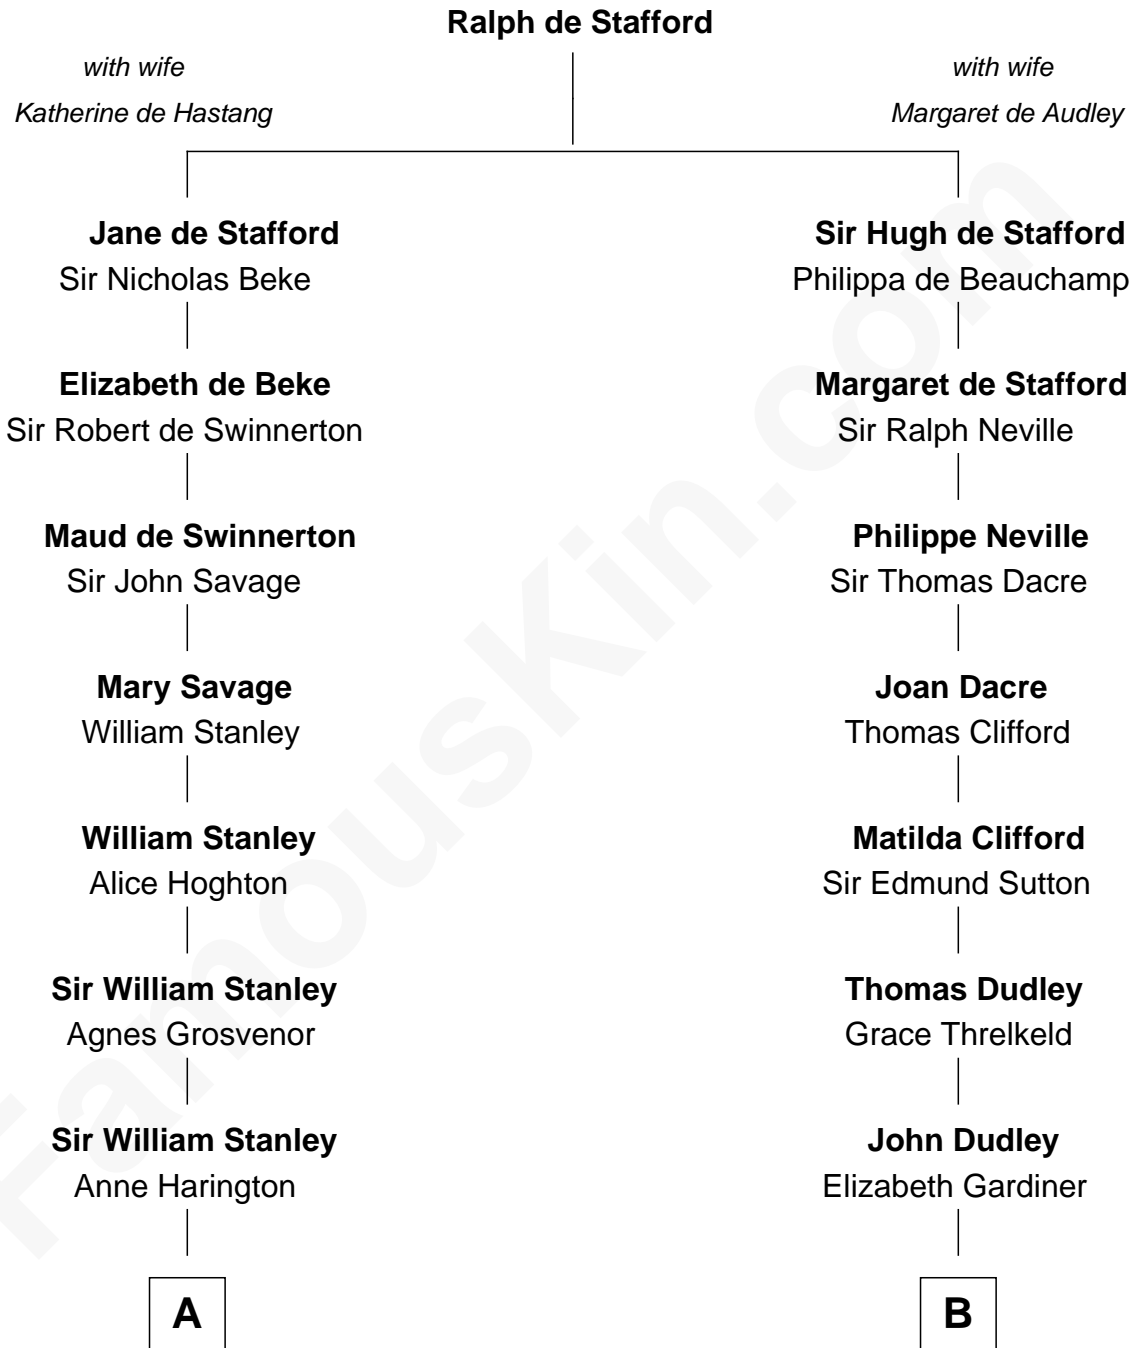 Ralph de Stafford
with wife
Katherine de Hastang
with wife
Margaret de Audley
Jane de Stafford
Sir Nicholas Beke
Sir Hugh de Stafford
Philippa de Beauchamp
Elizabeth de Beke
Sir Robert de Swinnerton
Margaret de Stafford
Sir Ralph Neville
Maud de Swinnerton
Sir John Savage
Philippe Neville
Sir Thomas Dacre
Mary Savage
William Stanley
Joan Dacre
Thomas Clifford
William Stanley
Alice Hoghton
Matilda Clifford
Sir Edmund Sutton
Sir William Stanley
Agnes Grosvenor
Thomas Dudley
Grace Threlkeld
Sir William Stanley
Anne Harington
John Dudley
Elizabeth Gardiner
A
B
FamousKin.com